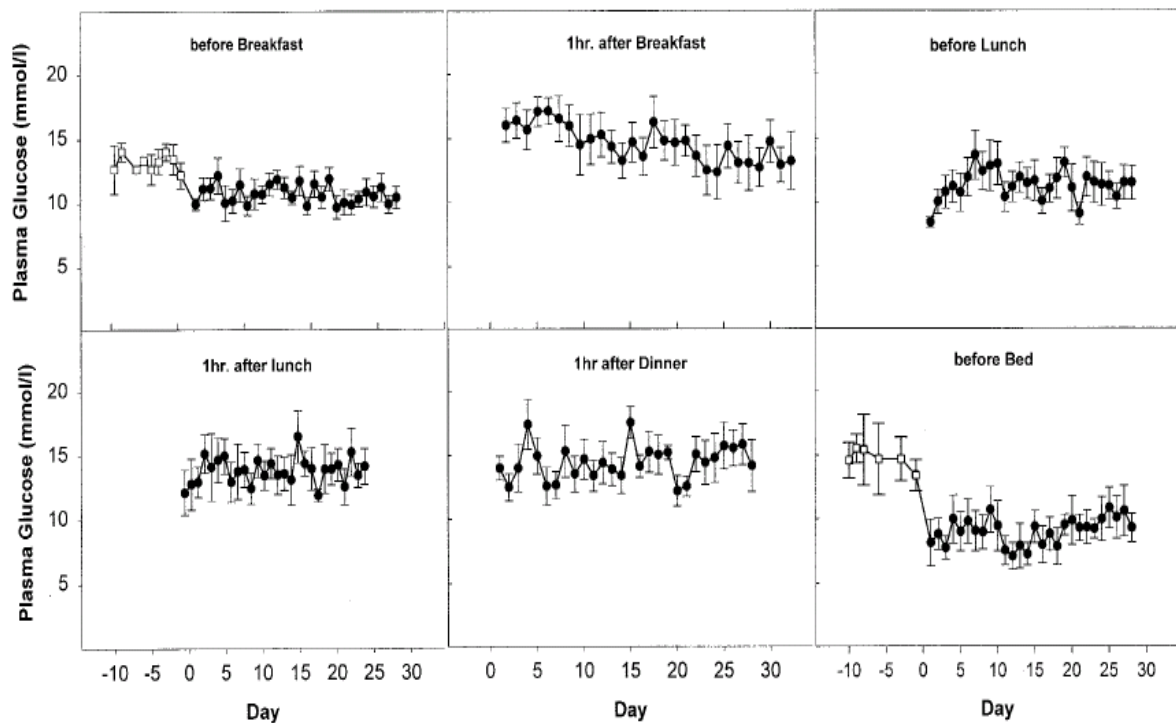 before Breakfast
1hr. after Breakfast
before Lunch
Plasma Glucose (mmol/l)
20
15
10
5
1hr. after lunch
1hr after Dinner
before Bed
Plasma Glucose (mmol/l)
20
15
10
5
-10 -5 0 5 10 15 20 25 30
0 5 10 15 20 25 30
-10 -5 0 5 10 15 20 25 30
Day
Day
Day